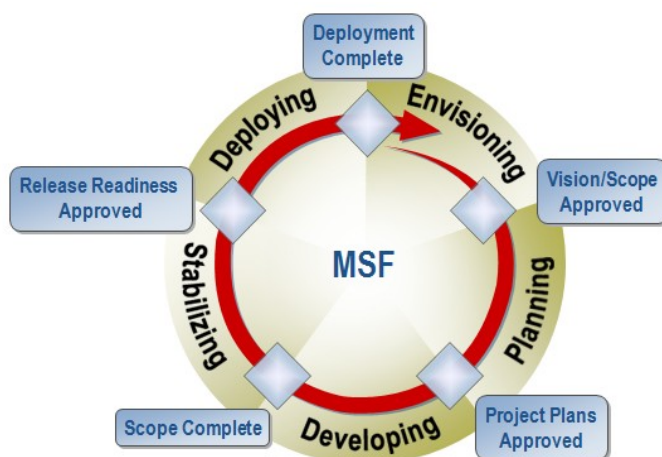 Deployment
Complete
Envisioning
Vision/Scope
Approved
Planning
Project Plans
Approved
Developing
Scope Complete
Stabilizing
Release Readiness
Approved
Deploying
MSF